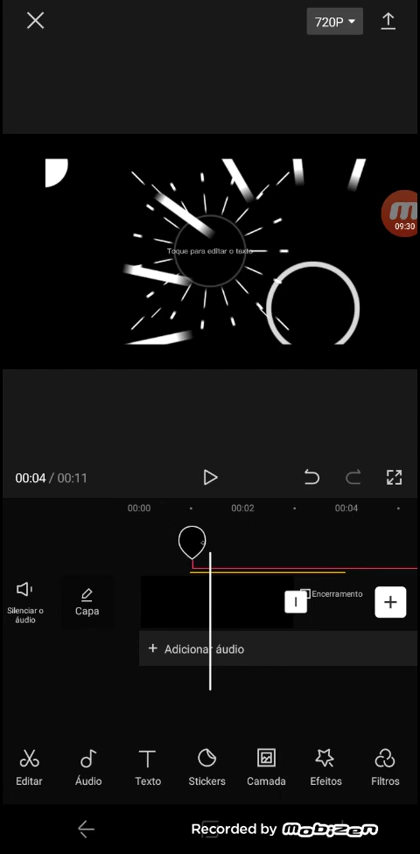 720P
09:30
Toque para editar o texto
00:04 / 00:11
00:00
00:02
00:04
Silenciar o
áudio
Capa
Encerramento
+ Adicionar áudio
Editar
Áudio
Texto
Stickers
Camada
Efeitos
Filtros
Recorded by Mobizen